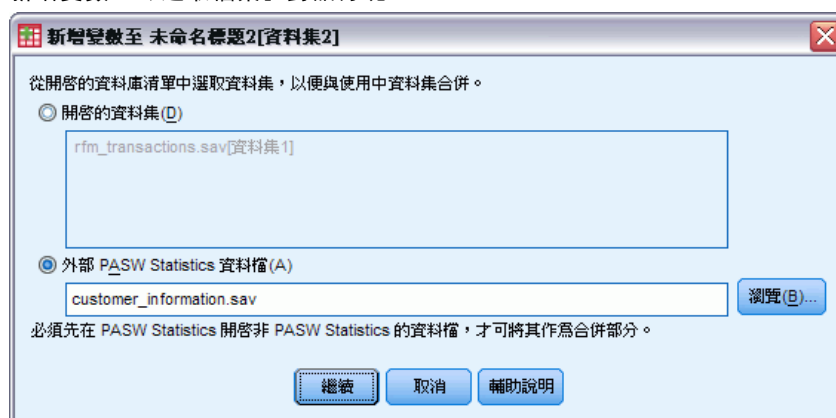 新增變數至 未命名標題2[資料集2]
從開啓的資料庫清單中選取資料集，以便與使用中資料集合併。
開啓的資料集(D)
rfm_transactions.sav[資料集1]
外部 PASW Statistics 資料檔(A)
customer_information.sav
瀏覽(B)...
必須先在 PASW Statistics 開啓非 PASW Statistics 的資料檔，才可將其作爲合併部分。
繼續
取消
輔助說明